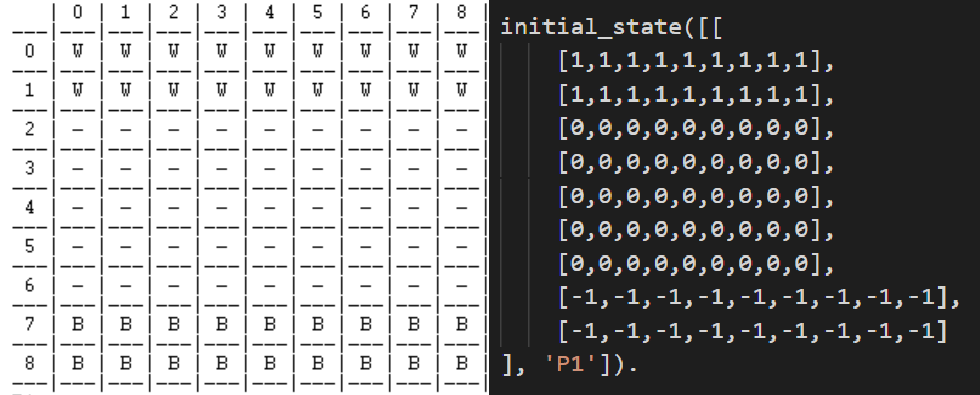 | 0 | 1 | 2 | 3 | 4 | 5 | 6 | 7 | 8
---|---|---|---|---|---|---|---|---|---|
0 | W | W | W | W | W | W | W | W | W
---|---|---|---|---|---|---|---|---|---|
1 | W | W | W | W | W | W | W | W | W
---|---|---|---|---|---|---|---|---|---|
2 | – | – | – | – | – | – | – | – | –
---|---|---|---|---|---|---|---|---|---|
3 | – | – | – | – | – | – | – | – | –
---|---|---|---|---|---|---|---|---|---|
4 | – | – | – | – | – | – | – | – | –
---|---|---|---|---|---|---|---|---|---|
5 | – | – | – | – | – | – | – | – | –
---|---|---|---|---|---|---|---|---|---|
6 | – | – | – | – | – | – | – | – | –
---|---|---|---|---|---|---|---|---|---|
7 | B | B | B | B | B | B | B | B | B
---|---|---|---|---|---|---|---|---|---|
8 | B | B | B | B | B | B | B | B | B
---|---|---|---|---|---|---|---|---|---|
initial_state([[
[1,1,1,1,1,1,1,1,1],
[1,1,1,1,1,1,1,1,1],
[0,0,0,0,0,0,0,0,0],
[0,0,0,0,0,0,0,0,0],
[0,0,0,0,0,0,0,0,0],
[0,0,0,0,0,0,0,0,0],
[0,0,0,0,0,0,0,0,0],
[-1,-1,-1,-1,-1,-1,-1,-1,-1],
[-1,-1,-1,-1,-1,-1,-1,-1,-1]
], 'P1']).